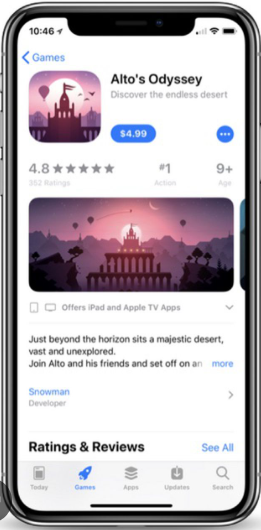 10:46
Games
Alto's Odyssey
Discover the endless desert
$4.99
4.8
#1
9+
352 Ratings
Action
Age
Offers iPad and Apple TV Apps
Just beyond the horizon sits a majestic desert,
vast and unexplored.
Join Alto and his friends and set off on an more
Snowman
Developer
Ratings & Reviews
See All
Today
Games
Apps
Updates
Search